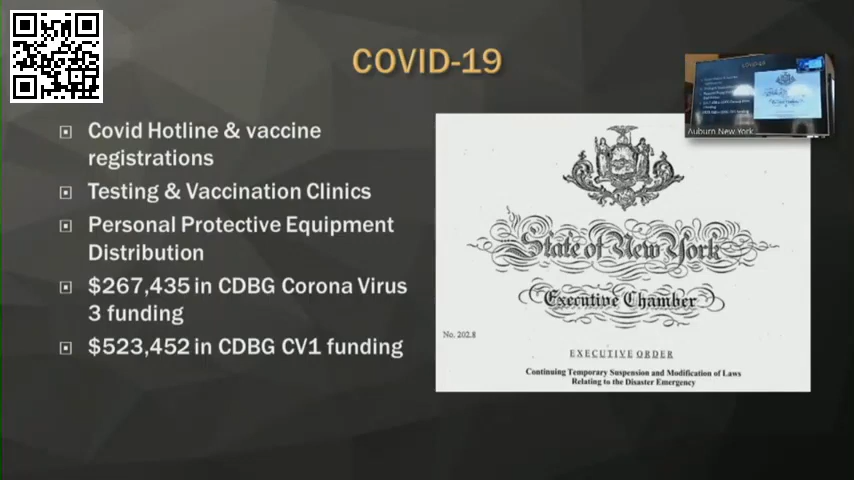 COVID-19
Covid Hotline & vaccine
registrations
Testing & Vaccination Clinics
Personal Protective Equipment
Distribution
$267,435 in CDBG Corona Virus
3 funding
$523,452 in CDBG CV1 funding
Auburn New York
State of New York
Executive Chamber
No. 202.8
EXECUTIVE ORDER
Continuing Temporary Suspension and Modification of Laws
Relating to the Disaster Emergency